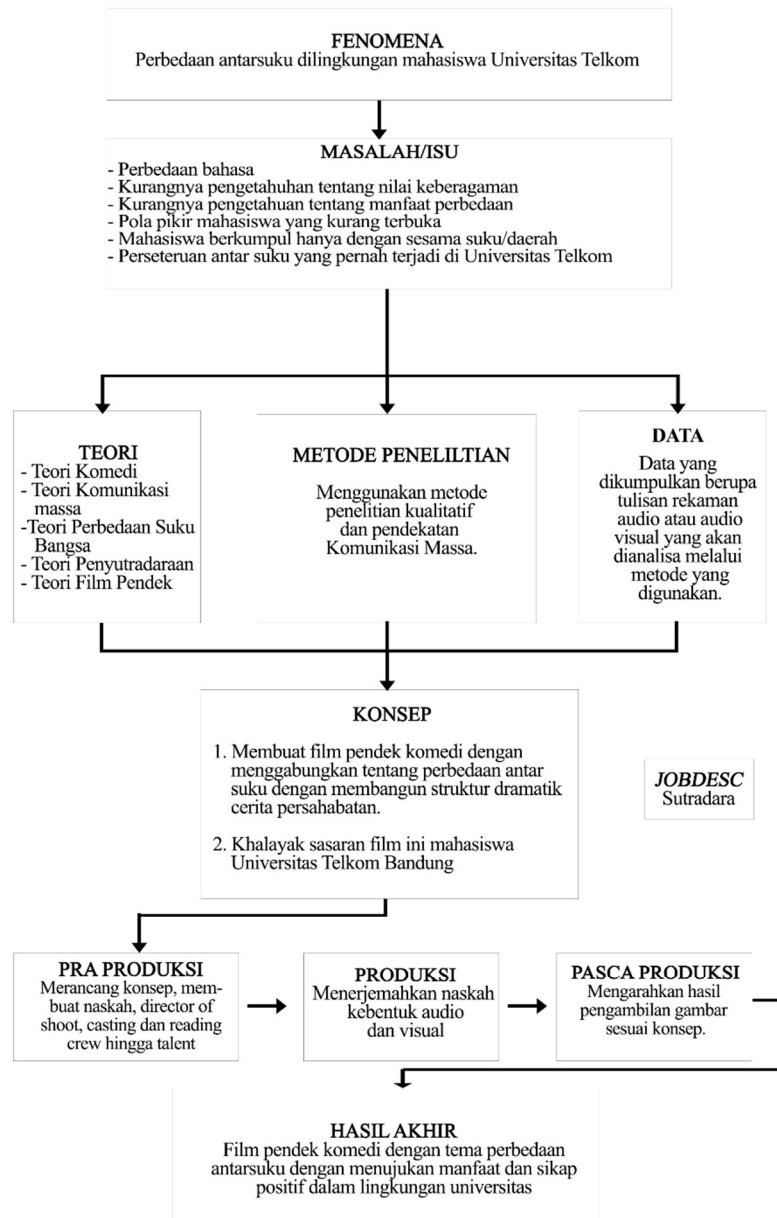 FENOMENA
Perbedaan antarsuku dilingkungan mahasiswa Universitas Telkom
MASALAH/ISU
- Perbedaan bahasa
- Kurangnya pengetahuhan tentang nilai keberagaman
- Kurangnya pengetahuan tentang manfaat perbedaan
- Pola pikir mahasiswa yang kurang terbuka
- Mahasiswa berkumpul hanya dengan sesama suku/daerah
- Perseteruan antar suku yang pernah terjadi di Universitas Telkom
TEORI
- Teori Komedi
- Teori Komunikasi
massa
-Teori Perbedaan Suku
Bangsa
- Teori Penyutradaraan
- Teori Film Pendek
METODE PENELILTIAN
Menggunakan metode
penelitian kualitatif
dan pendekatan
Komunikasi Massa.
DATA
Data yang
dikumpulkan berupa
tulisan rekaman
audio atau audio
visual yang akan
dianalisa melalui
metode yang
digunakan.
KONSEP
1. Membuat film pendek komedi dengan
menggabungkan tentang perbedaan antar
suku dengan membangun struktur dramatik
cerita persahabatan.
2. Khalayak sasaran film ini mahasiswa
Universitas Telkom Bandung
JOBDESC
Sutradara
PRA PRODUKSI
Merancang konsep, mem-
buat naskah, director of
shoot, casting dan reading
crew hingga talent
PRODUKSI
Menerjemahkan naskah
kebentuk audio
dan visual
PASCA PRODUKSI
Mengarahkan hasil
pengambilan gambar
sesuai konsep.
HASIL AKHIR
Film pendek komedi dengan tema perbedaan
antarsuku dengan menujukan manfaat dan sikap
positif dalam lingkungan universitas